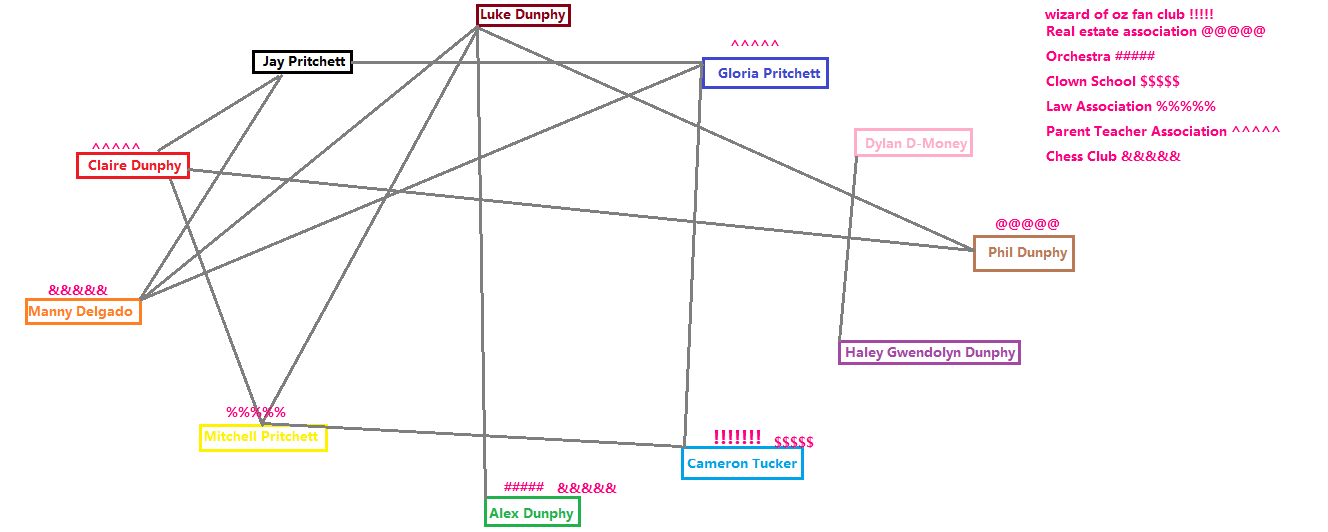 Luke Dunphy
wizard of oz fan club !!!!!
Real estate association @@@@@
^^^^^
Jay Pritchett
Orchestra #####
Gloria Pritchett
Clown School $$$$$
Law Association %%%%%
Parent Teacher Association ^^^^^
Dylan D-Money
^^^^^
Chess Club &&&&&
Claire Dunphy
@@@@@
Phil Dunphy
&&&&&
Manny Delgado
Haley Gwendolyn Dunphy
%%%%%
Mitchell Pritchett
!!!!!!! $$$$$
Cameron Tucker
##### &&&&&
Alex Dunphy